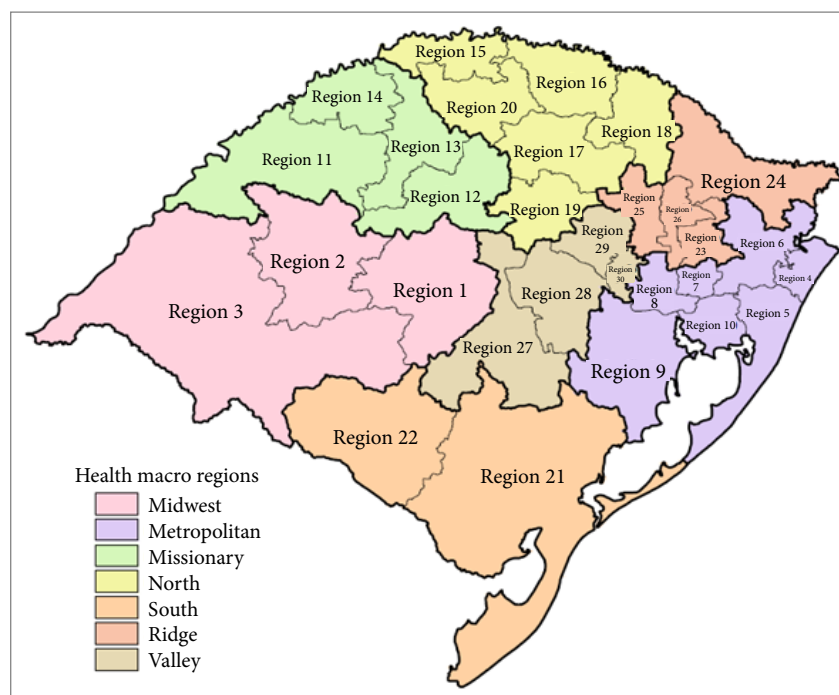 Region 15
Region 16
Region 14
Region 20
Region 18
Region 13
Region 17
Region 11
Region 24
Region 12
Region
25
Region
26
Region 19
Region
29
Region
23
Region 6
Region 2
Region
30
Region
7
Region 4
Region 1
Region 28
Region
8
Region 3
Region 5
Region 10
Region 27
Region 9
Region 22
Region 21
Health macro regions
Midwest
Metropolitan
Missionary
North
South
Ridge
Valley